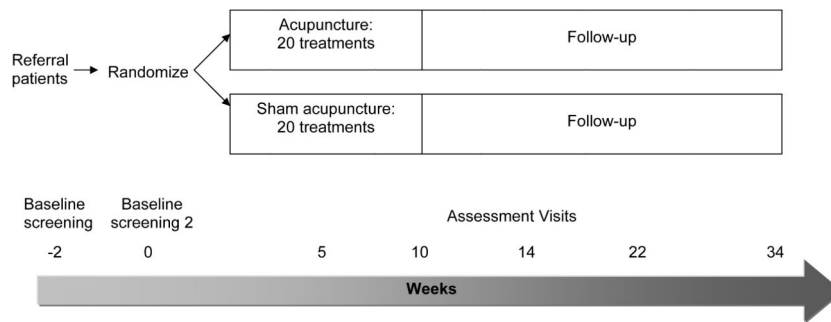 Acupuncture:
20 treatments
Follow-up
Referral
patients
Randomize
Sham acupuncture:
20 treatments
Follow-up
Baseline
screening
Baseline
screening 2
Assessment Visits
-2 0 5 10 14 22 34
Weeks